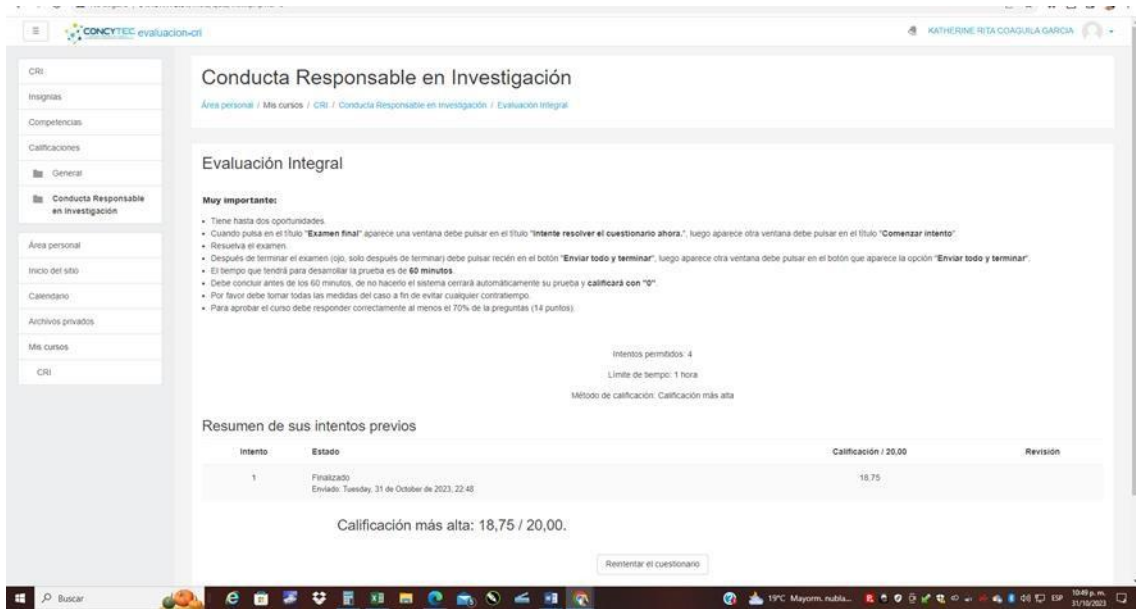 CONCYTEC evaluacion-cri
KATHERINE RITA COAGUILA GARCIA
CRI
Insignias
Competencias
Calificaciones
General
Conducta Responsable
en Investigación
Área personal
Inicio del sitio
Calendario
Archivos privados
Mis cursos
CRI
Conducta Responsable en Investigación
Área personal / Mis cursos / CRI / Conducta Responsable en Investigación / Evaluación Integral
Evaluación Integral
Muy importante:
• Tiene hasta dos oportunidades.
• Cuando pulsa en el título "Examen final" aparece una ventana debe pulsar en el título "Intente resolver el cuestionario ahora.", luego aparece otra ventana debe pulsar en el título "Comenzar intento".
• Resuelva el examen.
• Después de terminar el examen (ojo, solo después de terminar) debe pulsar recién en el botón "Enviar todo y terminar", luego aparece otra ventana debe pulsar en el botón que aparece la opción "Enviar todo y terminar".
• El tiempo que tendrá para desarrollar la prueba es de 60 minutos.
• Debe concluir antes de los 60 minutos, de no hacerlo el sistema cerrará automáticamente su prueba y calificará con "0".
• Por favor debe tomar todas las medidas del caso a fin de evitar cualquier contratiempo.
• Para aprobar el curso debe responder correctamente al menos el 70% de la preguntas (14 puntos).
Intentos permitidos: 4
Límite de tiempo: 1 hora
Método de calificación: Calificación más alta
Resumen de sus intentos previos
Intento Estado Calificación / 20,00 Revisión
1 Finalizado 18,75
Enviado: Tuesday, 31 de October de 2023, 22:48
Calificación más alta: 18,75 / 20,00.
Reintentar el cuestionario
Buscar
19°C Mayorm. nubla...
ESP
10:49 p. m.
31/10/2023